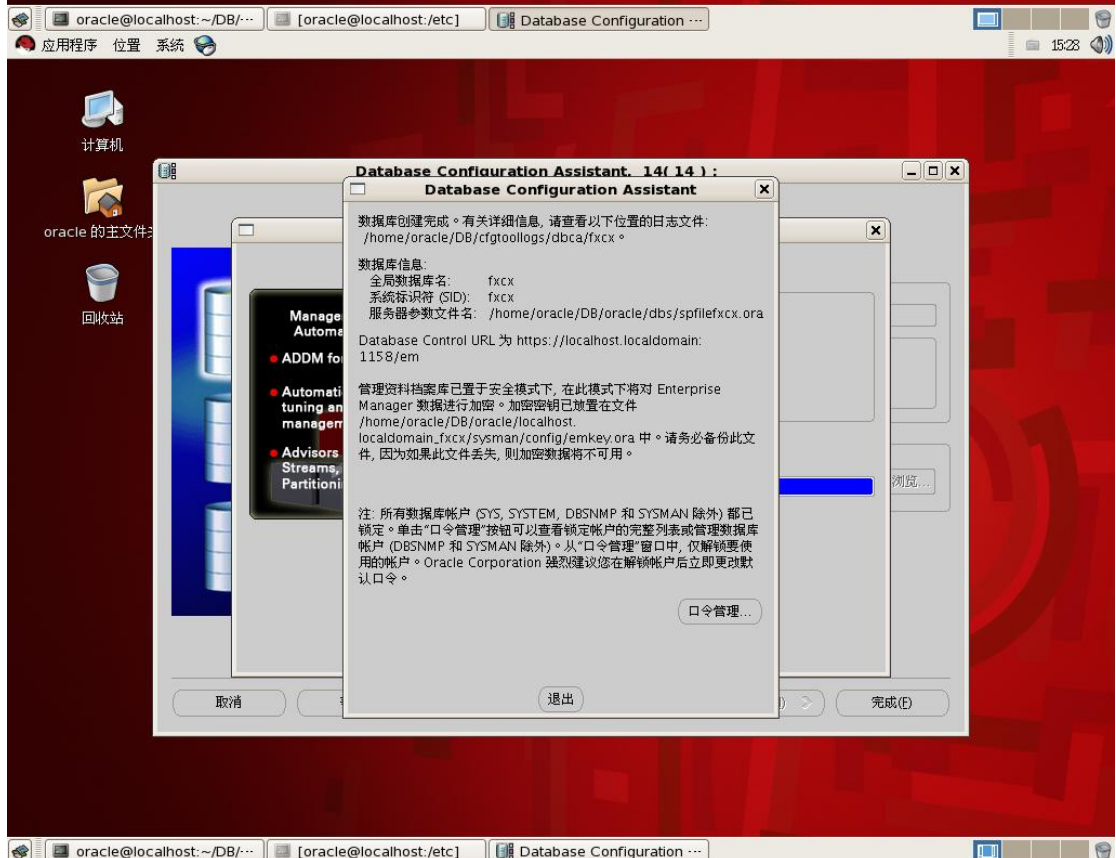 oracle@localhost:~/DB/···
[oracle@localhost:/etc]
Database Configuration ···
应用程序 位置 系统
15:28
计算机
oracle 的主文件
回收站
Database Configuration Assistant, 14( 14 ) :
Database Configuration Assistant
数据库创建完成。有关详细信息, 请查看以下位置的日志文件:
/home/oracle/DB/cfgtoollogs/dbca/fxcx。
数据库信息:
全局数据库名: fxcx
系统标识符 (SID): fxcx
服务器参数文件名: /home/oracle/DB/oracle/dbs/spfilefxcx.ora
Database Control URL 为 https://localhost.localdomain:
1158/em
管理资料档案库已置于安全模式下, 在此模式下将对 Enterprise
Manager 数据进行加密。加密密钥已放置在文件
/home/oracle/DB/oracle/localhost.
localdomain_fxcx/sysman/config/emkey.ora 中。请务必备份此文
件, 因为如果此文件丢失, 则加密数据将不可用。
注: 所有数据库帐户 (SYS, SYSTEM, DBSNMP 和 SYSMAN 除外) 都已
锁定。单击“口令管理”按钮可以查看锁定帐户的完整列表或管理数据库
帐户 (DBSNMP 和 SYSMAN 除外)。从“口令管理”窗口中, 仅解锁要使
用的帐户。Oracle Corporation 强烈建议您在解锁帐户后立即更改默
认口令。
口令管理...
退出
Manage
Automa
ADDM fo
Automati
tuning an
managem
Advisors
Streams,
Partitioni
浏览...
取消
完成(F)
oracle@localhost:~/DB/···
[oracle@localhost:/etc]
Database Configuration ···